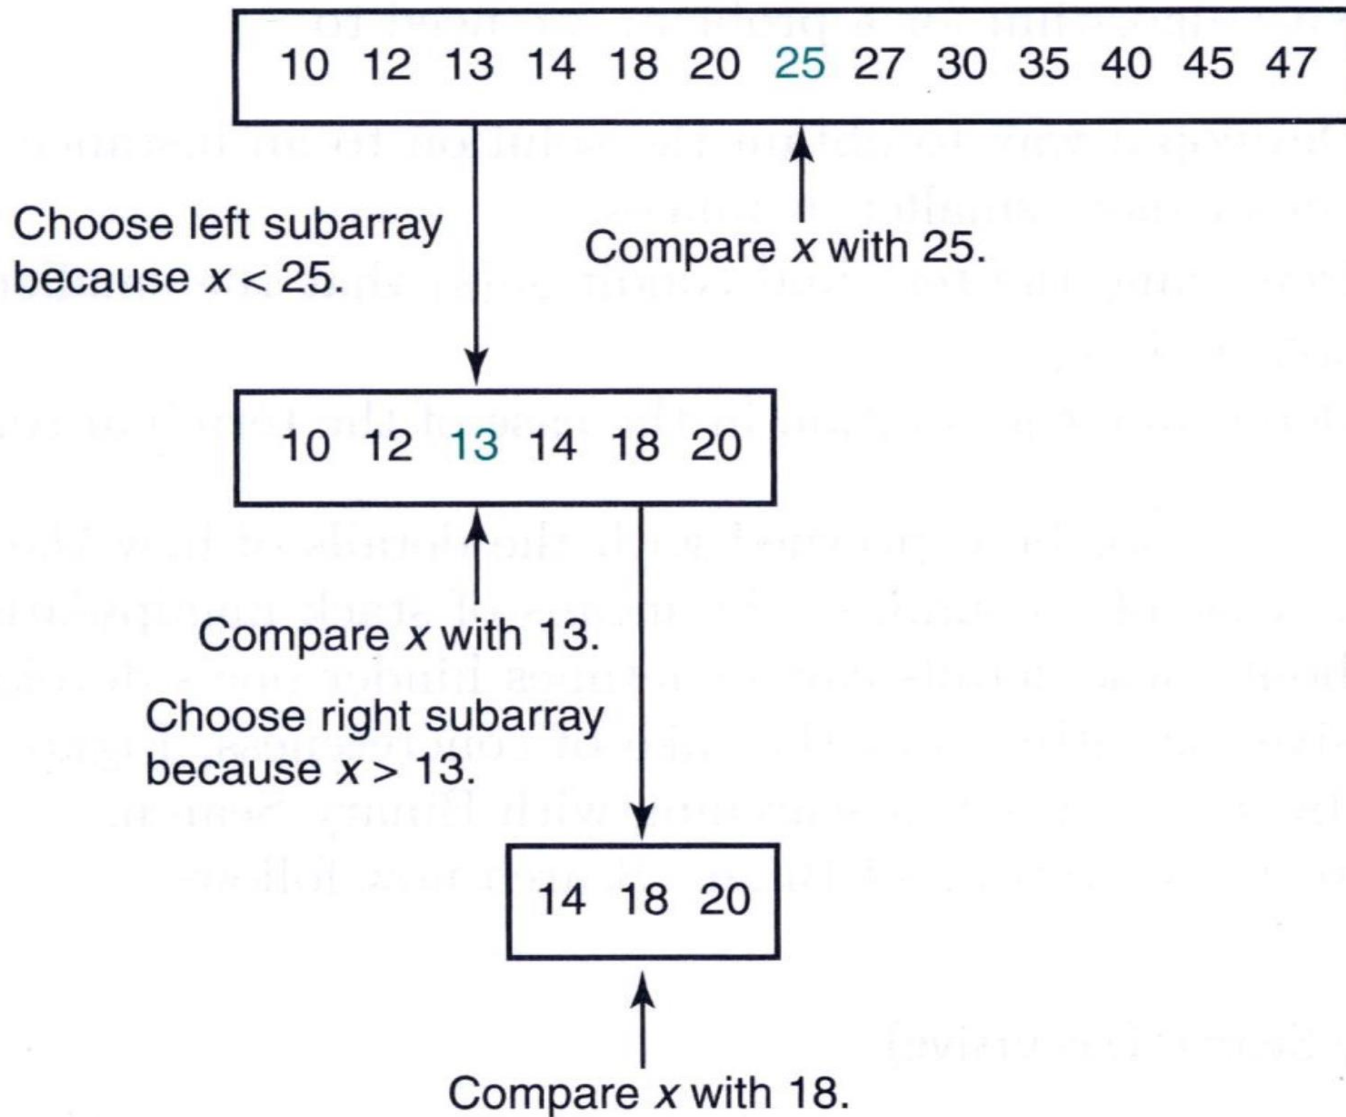 10 12 13 14 18 20 25 27 30 35 40 45 47
Choose left subarray
because x < 25.
Compare x with 25.
10 12 13 14 18 20
Compare x with 13.
Choose right subarray
because x > 13.
14 18 20
Compare x with 18.